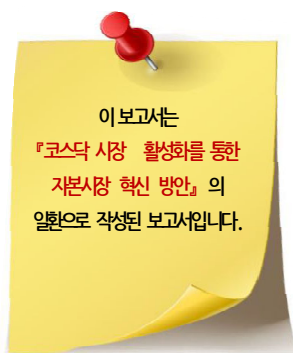 이 보고서는
『코스닥 시장 활성화를 통한
자본시장 혁신 방안』의
일환으로 작성된 보고서입니다.